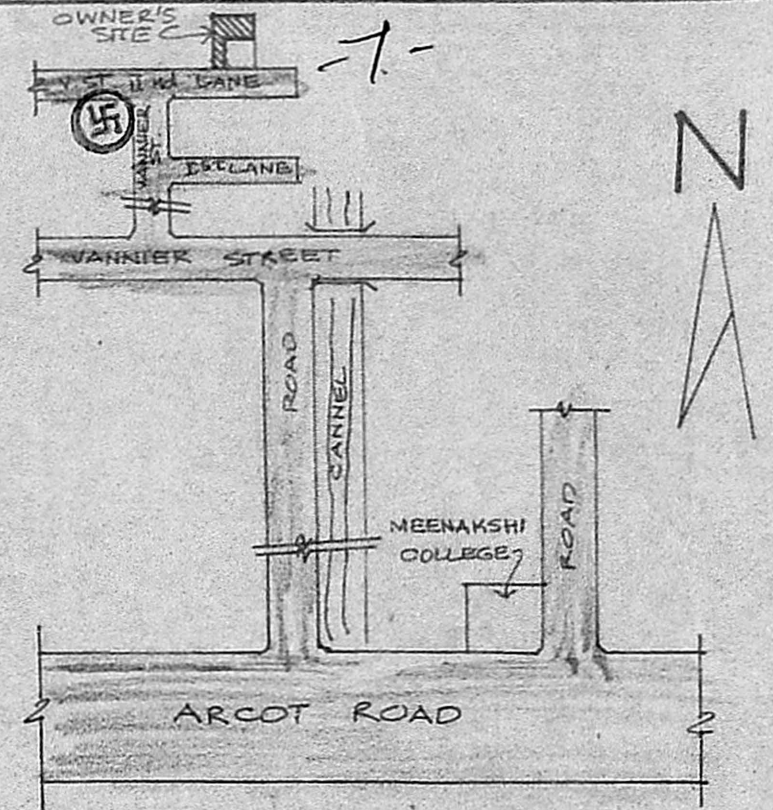 OWNER'S
SITE
V ST II nd LANE
VANNIER
ST
Ist LANE
N
VANNIER STREET
ROAD
CANNEL
MEENAKSHI
COLLEGE
ROAD
ARCOT ROAD